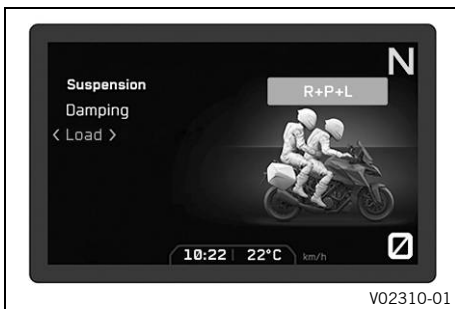 N
Suspension
R+P+L
Damping
< Load >
10:22 22°C km/h
V02310-01